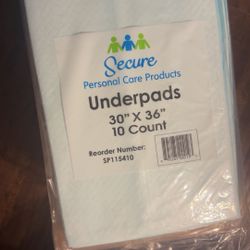 Secure
Personal Care Products
Underpads
30" X 36"
10 Count
Reorder Number:
SP115410